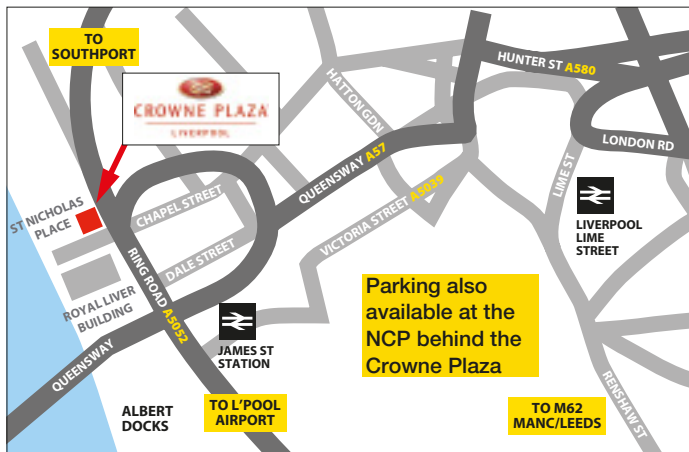 TO
SOUTHPORT
CROWNE PLAZA
LIVERPOOL
HATTON GDN
HUNTER ST A580
LONDON RD
LIME ST
QUEENSWAY A57
VICTORIA STREET A5039
ST NICHOLAS
PLACE
CHAPEL STREET
DALE STREET
RING ROAD A5052
ROYAL LIVER
BUILDING
LIVERPOOL
LIME
STREET
Parking also
available at the
NCP behind the
Crowne Plaza
JAMES ST
STATION
QUEENSWAY
RENSHAW ST
ALBERT
DOCKS
TO L'POOL
AIRPORT
TO M62
MANC/LEEDS